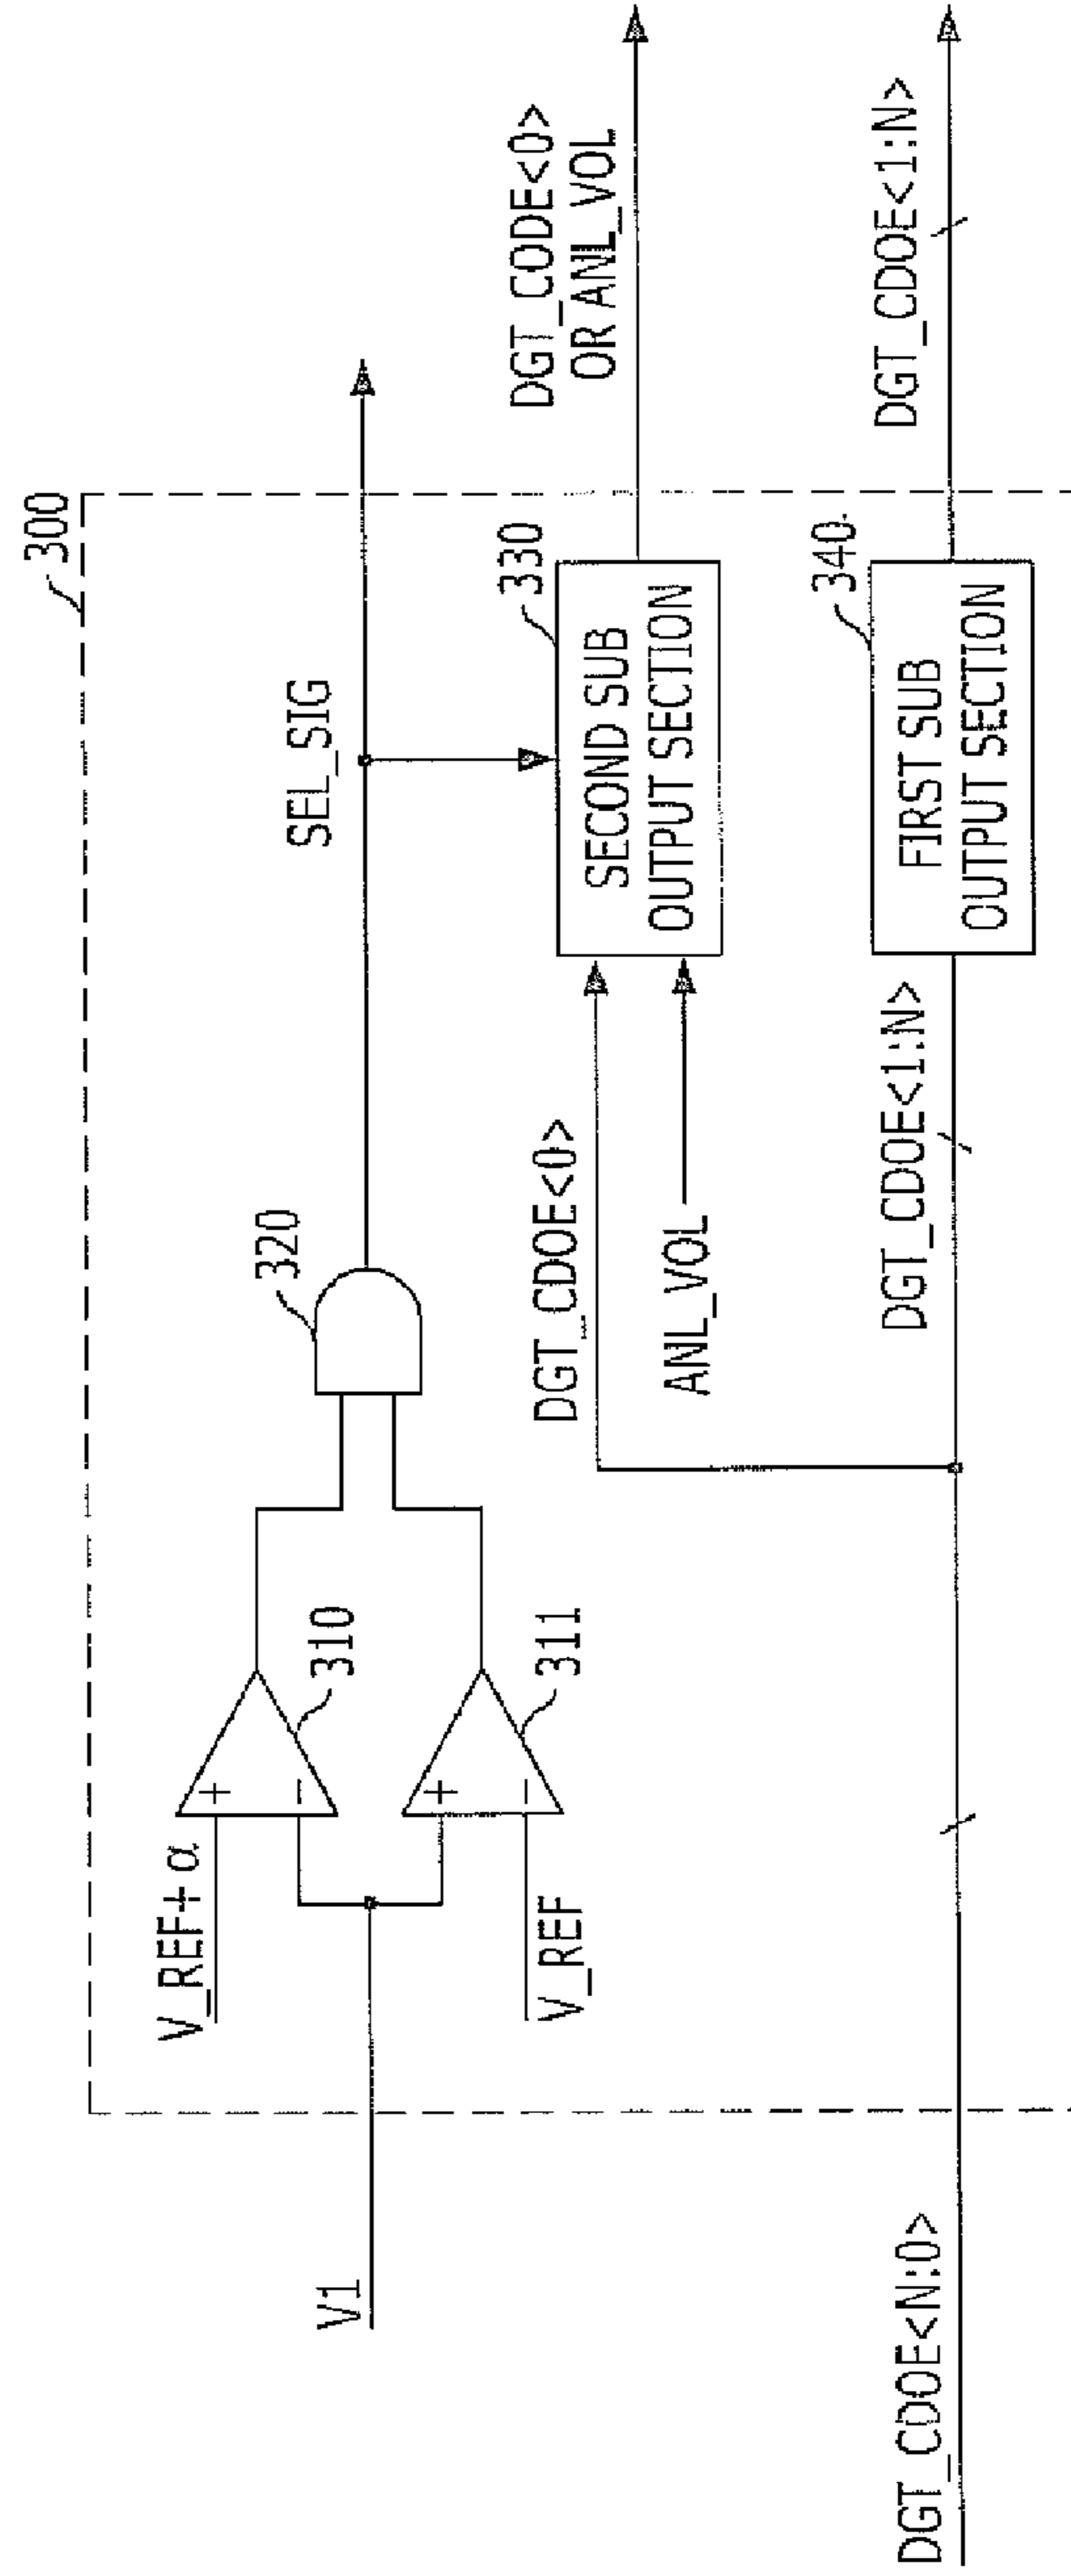 300
V_REF+α
310
320
SEL_SIG
V1
311
V_REF
DGT_CDOE<0>
ANL_VOL
330
SECOND SUB
OUTPUT SECTION
DGT_CODE<0>
OR ANL_VOL
DGT_CDOE<N:0>
DGT_CDOE<1:N>
340
FIRST SUB
OUTPUT SECTION
DGT_CDOE<1:N>